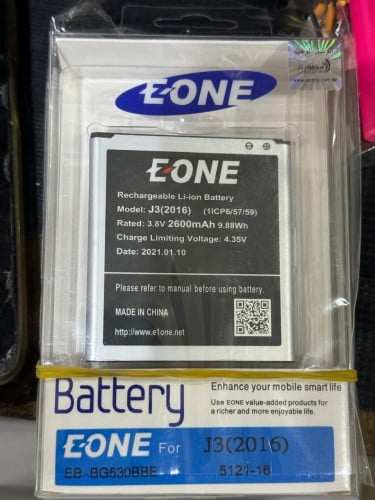 E-ONE
E-ONE
Rechargeable Li-ion Battery
Model: J3(2016) (1ICP6/57/59)
Rated: 3.8V 2600mAh 9.88Wh
Charge Limiting Voltage: 4.35V
Date: 2021.01.10
Please refer to manual before using battery.
MADE IN CHINA
http://www.e1one.net
Battery
Enhance your mobile smart life
Use EONE value-added products for
a richer and more enjoyable life.
E-ONE For J3(2016)
EB-BG530BBE 5121-16